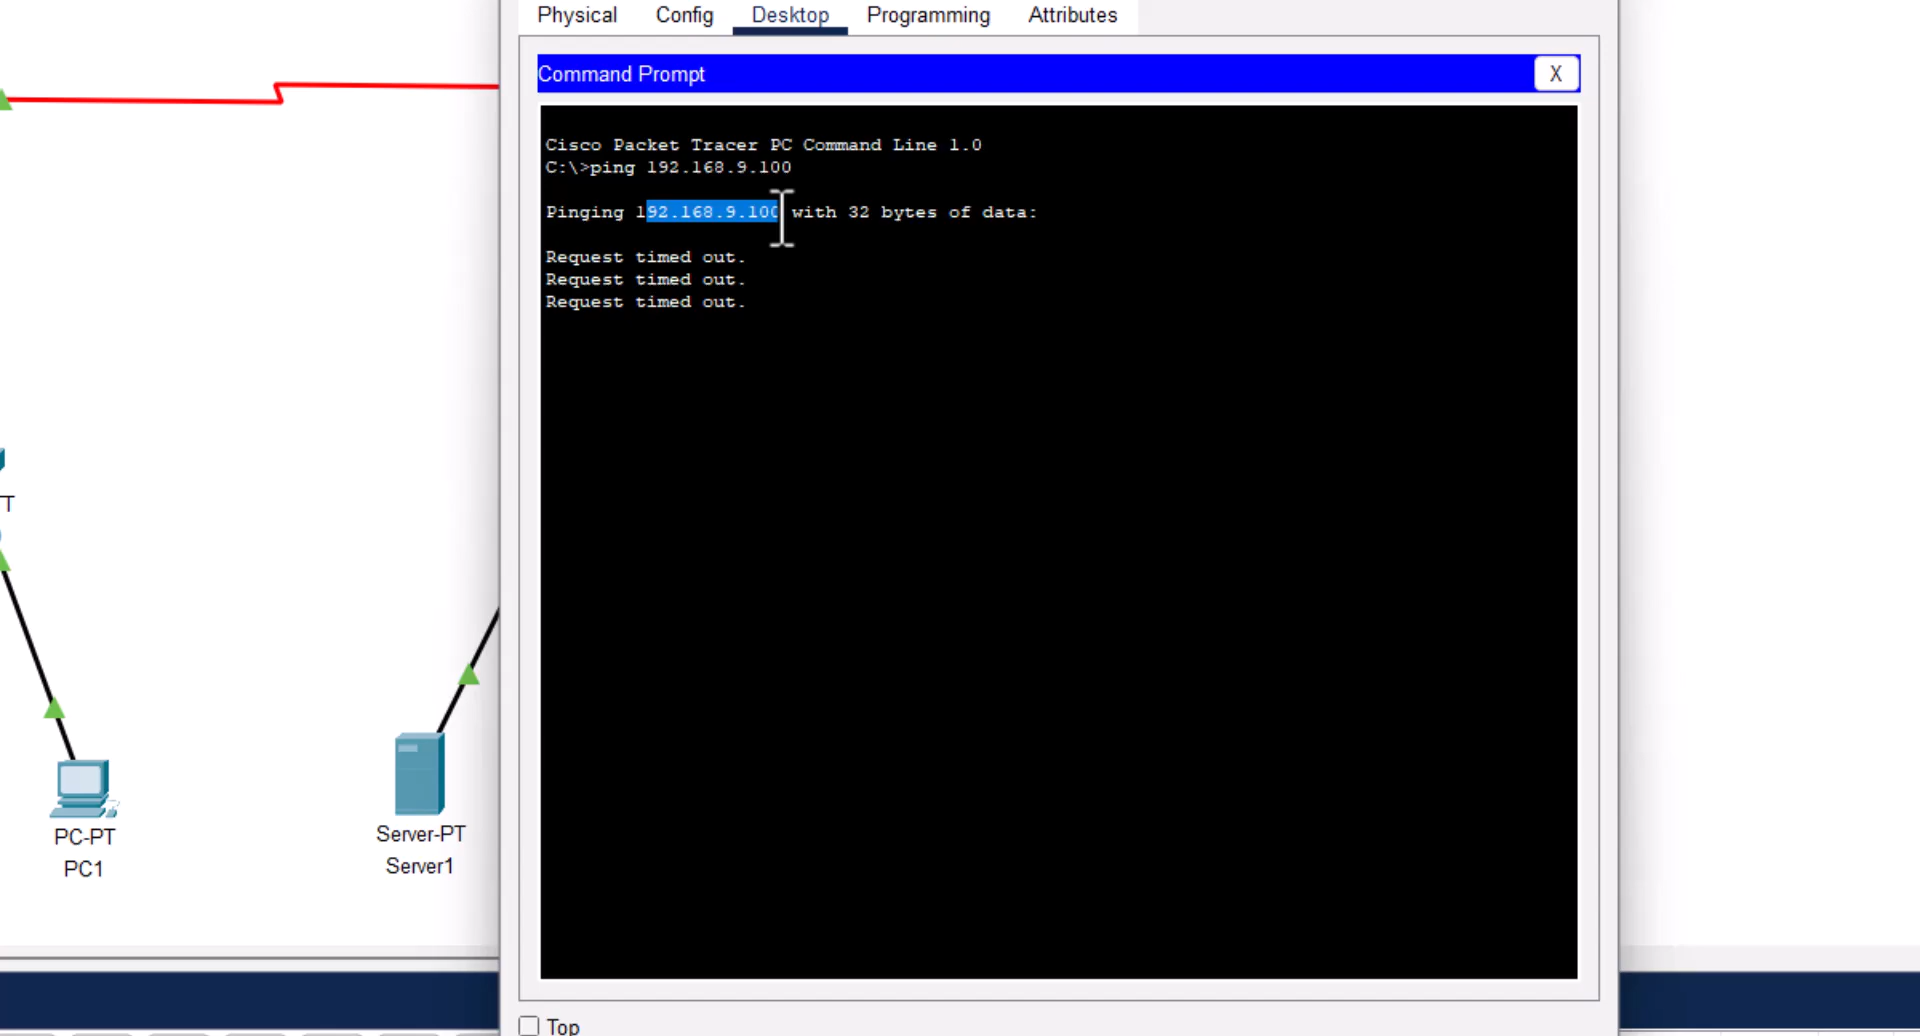 Physical Config Desktop Programming Attributes
Command Prompt X
Cisco Packet Tracer PC Command Line 1.0
C:\>ping 192.168.9.100
Pinging 192.168.9.100 with 32 bytes of data:
Request timed out.
Request timed out.
Request timed out.
T
PC-PT
PC1
Server-PT
Server1
Top